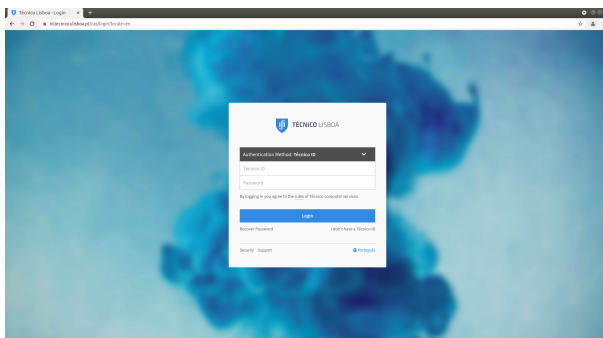 Técnico Lisboa - Login
id.tecnico.ulisboa.pt/cas/login?locale=en
TÉCNICO LISBOA
Authentication Method: Técnico ID
Técnico ID
Password
By logging in you agree to the rules of Técnico computer services.
Login
Recover Password I don't have a Técnico ID
Security Support Português